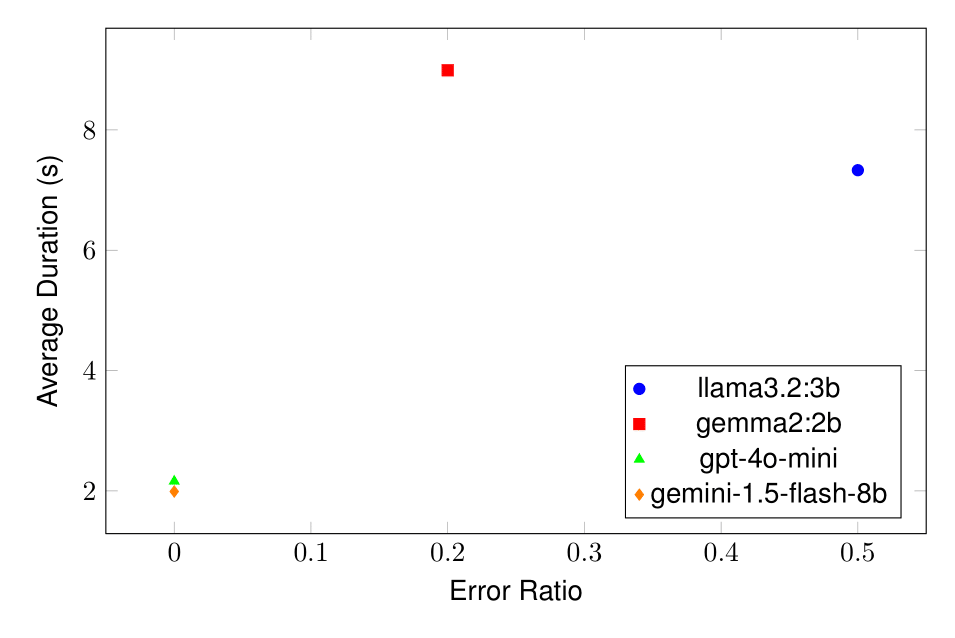 8
6
4
2
Average Duration (s)
llama3.2:3b
gemma2:2b
gpt-4o-mini
gemini-1.5-flash-8b
0 0.1 0.2 0.3 0.4 0.5
Error Ratio